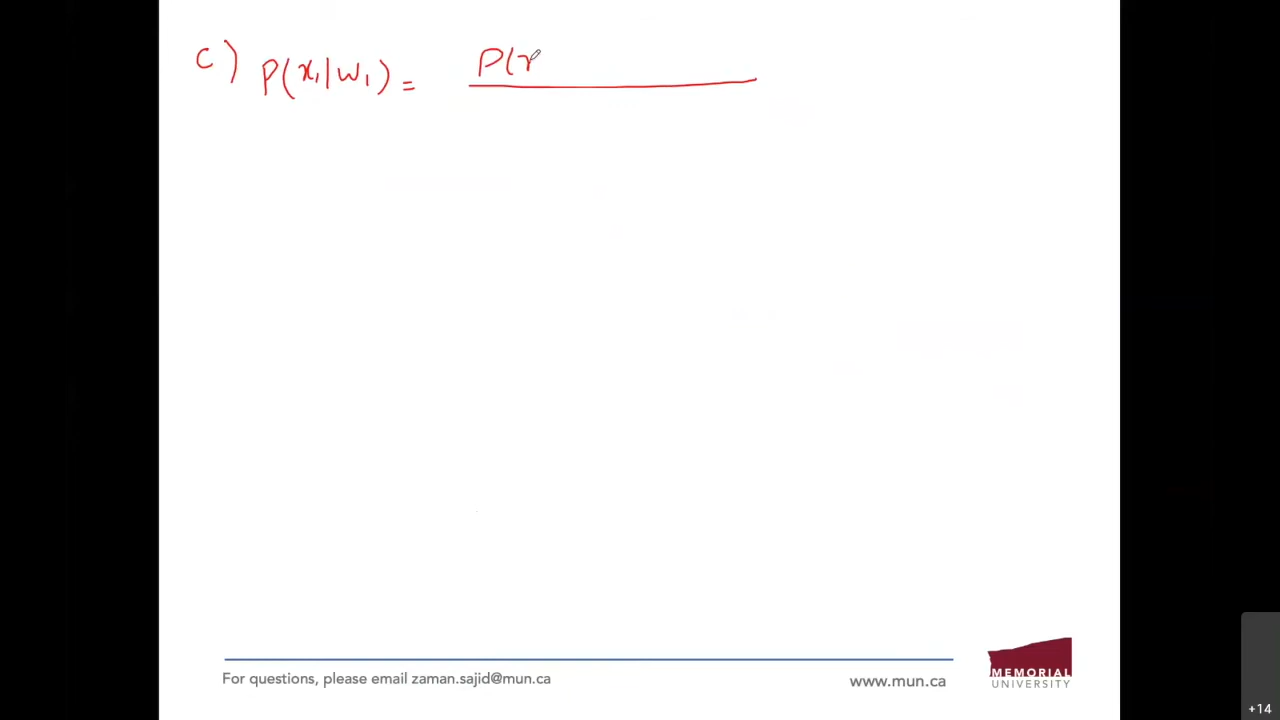 c) P(x₁|w₁) = P(x
For questions, please email zaman.sajid@mun.ca
www.mun.ca
MEMORIAL
UNIVERSITY
+14